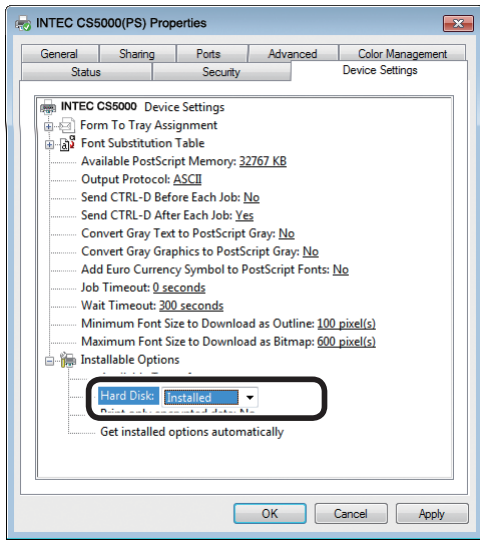 INTEC CS5000(PS) Properties
General Sharing Ports Advanced Color Management
Status Security Device Settings
INTEC CS5000 Device Settings
Form To Tray Assignment
Font Substitution Table
Available PostScript Memory: 32767 KB
Output Protocol: ASCII
Send CTRL-D Before Each Job: No
Send CTRL-D After Each Job: Yes
Convert Gray Text to PostScript Gray: No
Convert Gray Graphics to PostScript Gray: No
Add Euro Currency Symbol to PostScript Fonts: No
Job Timeout: 0 seconds
Wait Timeout: 300 seconds
Minimum Font Size to Download as Outline: 100 pixel(s)
Maximum Font Size to Download as Bitmap: 600 pixel(s)
Installable Options
Hard Disk: Installed
Print only encrypted data: No
Get installed options automatically
OK Cancel Apply